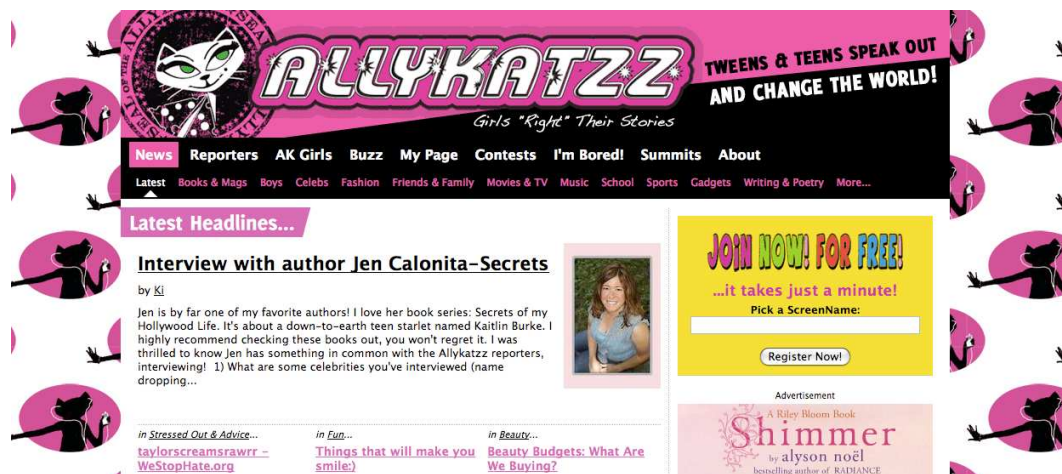 ALLYKATZZ
TWEENS & TEENS SPEAK OUT
AND CHANGE THE WORLD!
Girls "Right" Their Stories
News Reporters AK Girls Buzz My Page Contests I'm Bored! Summits About
Latest Books & Mags Boys Celebs Fashion Friends & Family Movies & TV Music School Sports Gadgets Writing & Poetry More...
Latest Headlines...
Interview with author Jen Calonita-Secrets
by Ki
Jen is by far one of my favorite authors! I love her book series: Secrets of my
Hollywood Life. It's about a down-to-earth teen starlet named Kaitlin Burke. I
highly recommend checking these books out, you won't regret it. I was
thrilled to know Jen has something in common with the Allykatzz reporters,
interviewing! 1) What are some celebrities you've interviewed (name
dropping...
in Stressed Out & Advice...
taylorscreamsrawrr -
WeStopHate.org
in Fun...
Things that will make you
smile:)
in Beauty...
Beauty Budgets: What Are
We Buying?
JOIN NOW! FOR FREE!
...it takes just a minute!
Pick a ScreenName:
Register Now!
Advertisement
A Riley Bloom Book
Shimmer
by alyson noël
bestselling author of RADIANCE